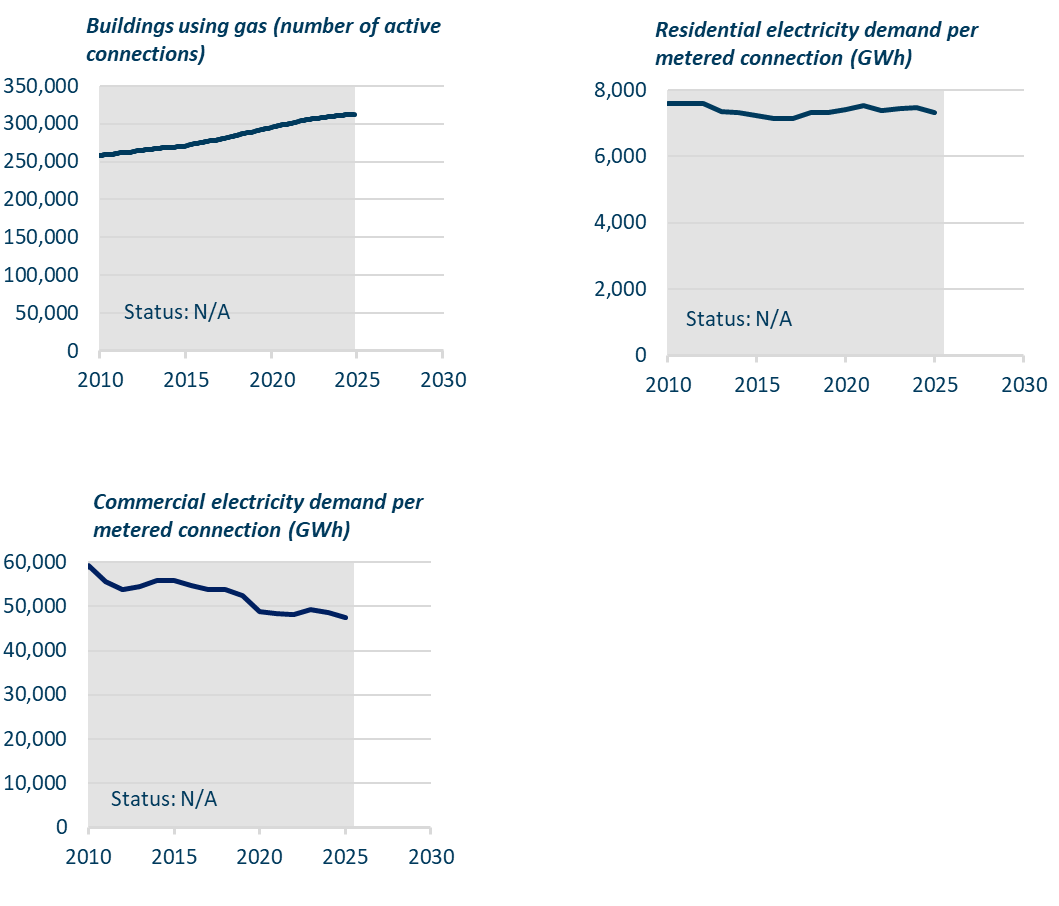 Buildings using gas (number of active
connections)
350,000
300,000
250,000
200,000
150,000
100,000
50,000
0
Status: N/A
2010 2015 2020 2025 2030
Residential electricity demand per
metered connection (GWh)
8,000
6,000
4,000
2,000
0
Status: N/A
2010 2015 2020 2025 2030
Commercial electricity demand per
metered connection (GWh)
60,000
50,000
40,000
30,000
20,000
10,000
0
Status: N/A
2010 2015 2020 2025 2030